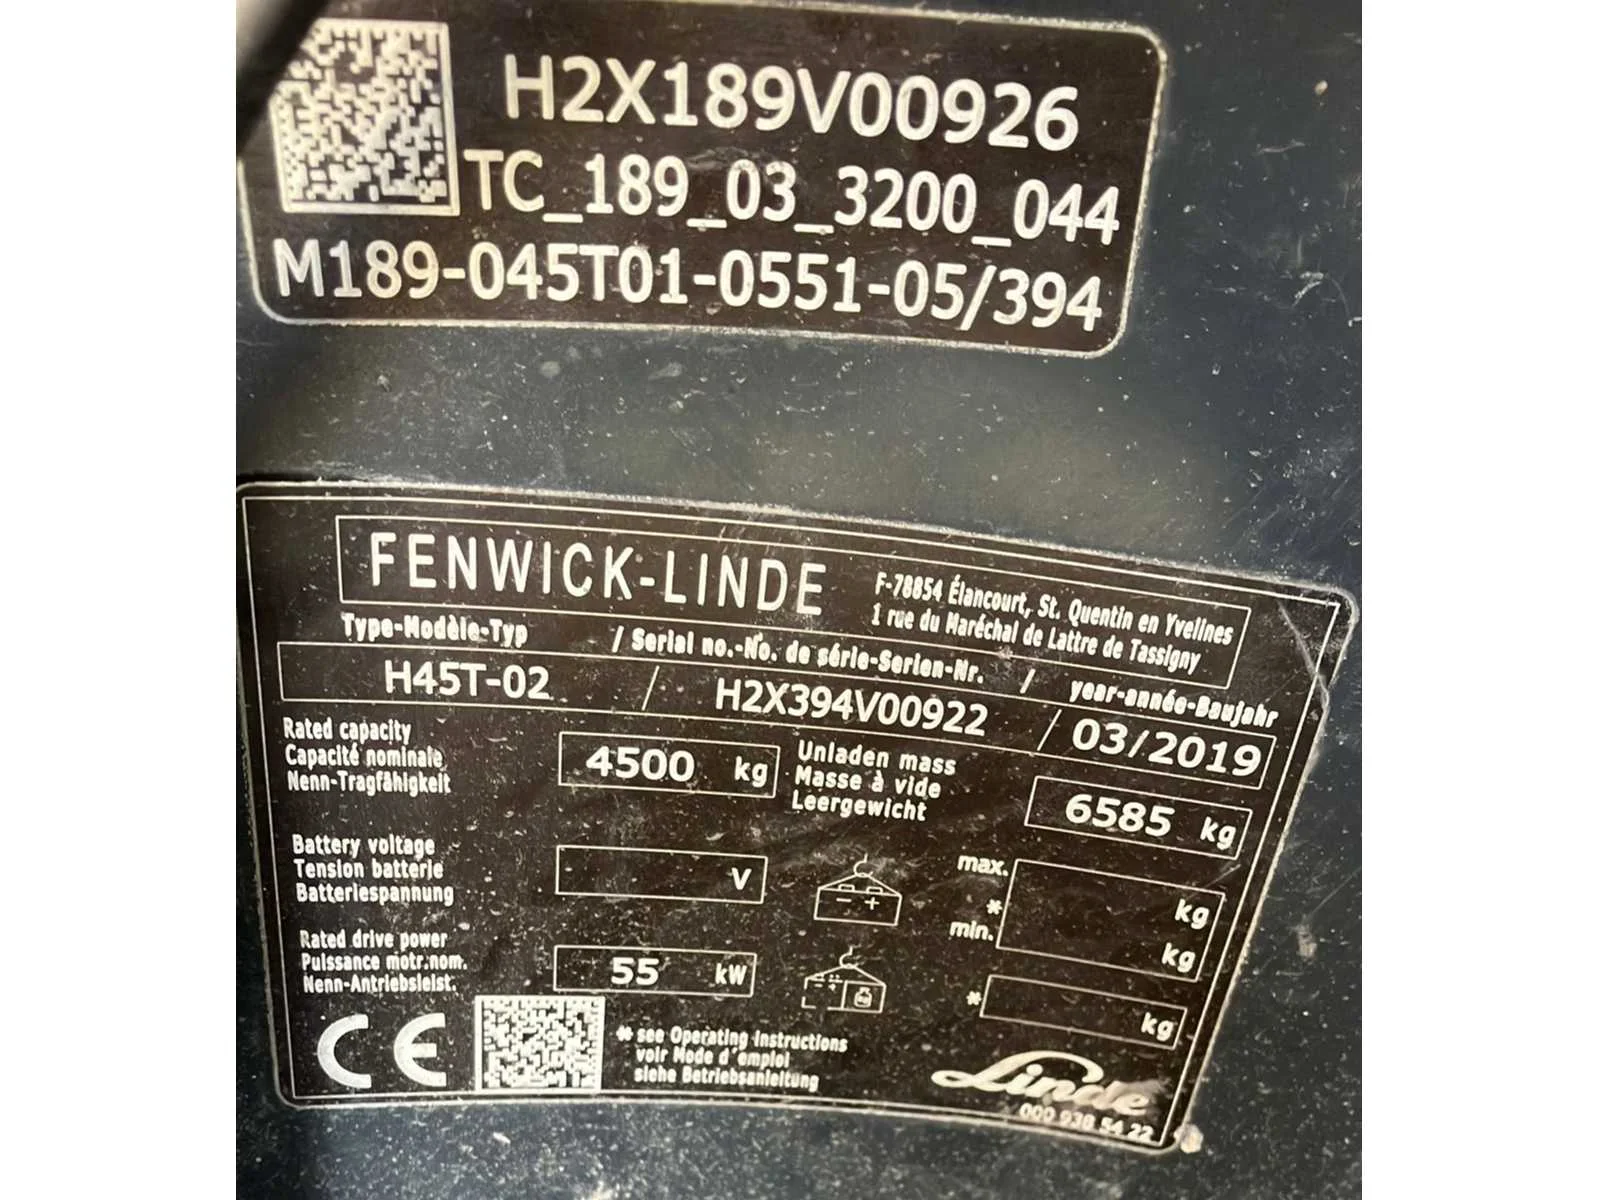 H2X189V00926
TC_189_03_3200_044
M189-045T01-0551-05/394
FENWICK-LINDE
F-78854 Élancourt, St. Quentin en Yvelines
1 rue du Maréchal de Lattre de Tassigny
Type-Modèle-Typ / Serial no.-No. de série-Serien-Nr. / year-année-Baujahr
H45T-02 / H2X394V00922 / 03/2019
Rated capacity
Capacité nominale
Nenn-Tragfähigkeit
4500 kg
Unladen mass
Masse à vide
Leergewicht
6585 kg
Battery voltage
Tension batterie
Batteriespannung
V
- +
max. kg
*
min. kg
Rated drive power
Puissance motr.nom.
Nenn-Antriebsleist.
55 kW
* kg
CE
* see Operating Instructions
voir Mode d'emploi
siehe Betriebsanleitung
Linde
000 938 54 22